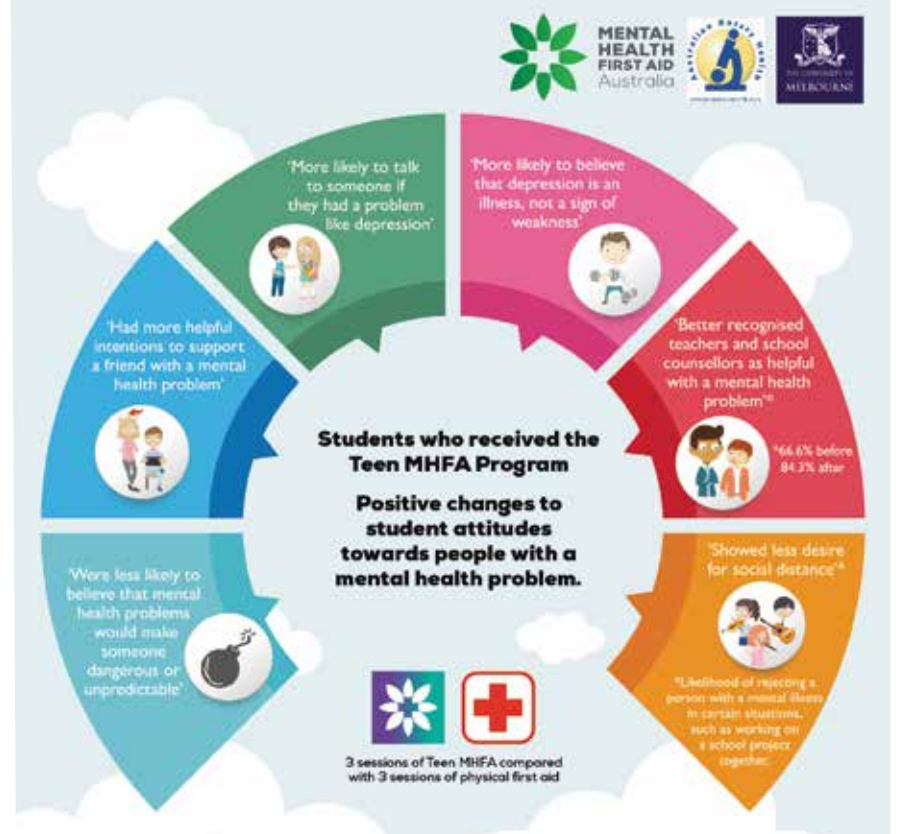 MENTAL
HEALTH
FIRST AID
Australia
Australian Rotary Health
THE UNIVERSITY OF
MELBOURNE
'More likely to talk
to someone if
they had a problem
like depression'
'More likely to believe
that depression is an
illness, not a sign of
weakness'
'Had more helpful
intentions to support
a friend with a mental
health problem'
'Better recognised
teachers and school
counsellors as helpful
with a mental health
problem'*
*66.6% before
84.3% after
Students who received the
Teen MHFA Program
Positive changes to
student attitudes
towards people with a
mental health problem.
'Were less likely to
believe that mental
health problems
would make
someone
dangerous or
unpredictable'
'Showed less desire
for social distance'*
*Likelihood of rejecting a
person with a mental illness
in certain situations,
such as working on
a school project
together.
3 sessions of Teen MHFA compared
with 3 sessions of physical first aid